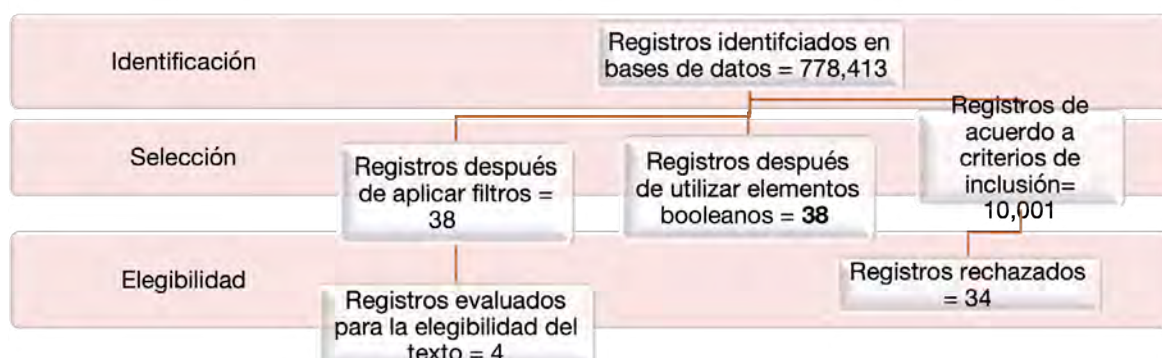 Identificación
Registros identifciados en
bases de datos = 778,413
Selección
Registros después
de aplicar filtros =
38
Registros después
de utilizar elementos
booleanos = 38
Registros de
acuerdo a
criterios de
inclusión=
10,001
Elegibilidad
Registros evaluados
para la elegibilidad del
texto = 4
Registros rechazados
= 34